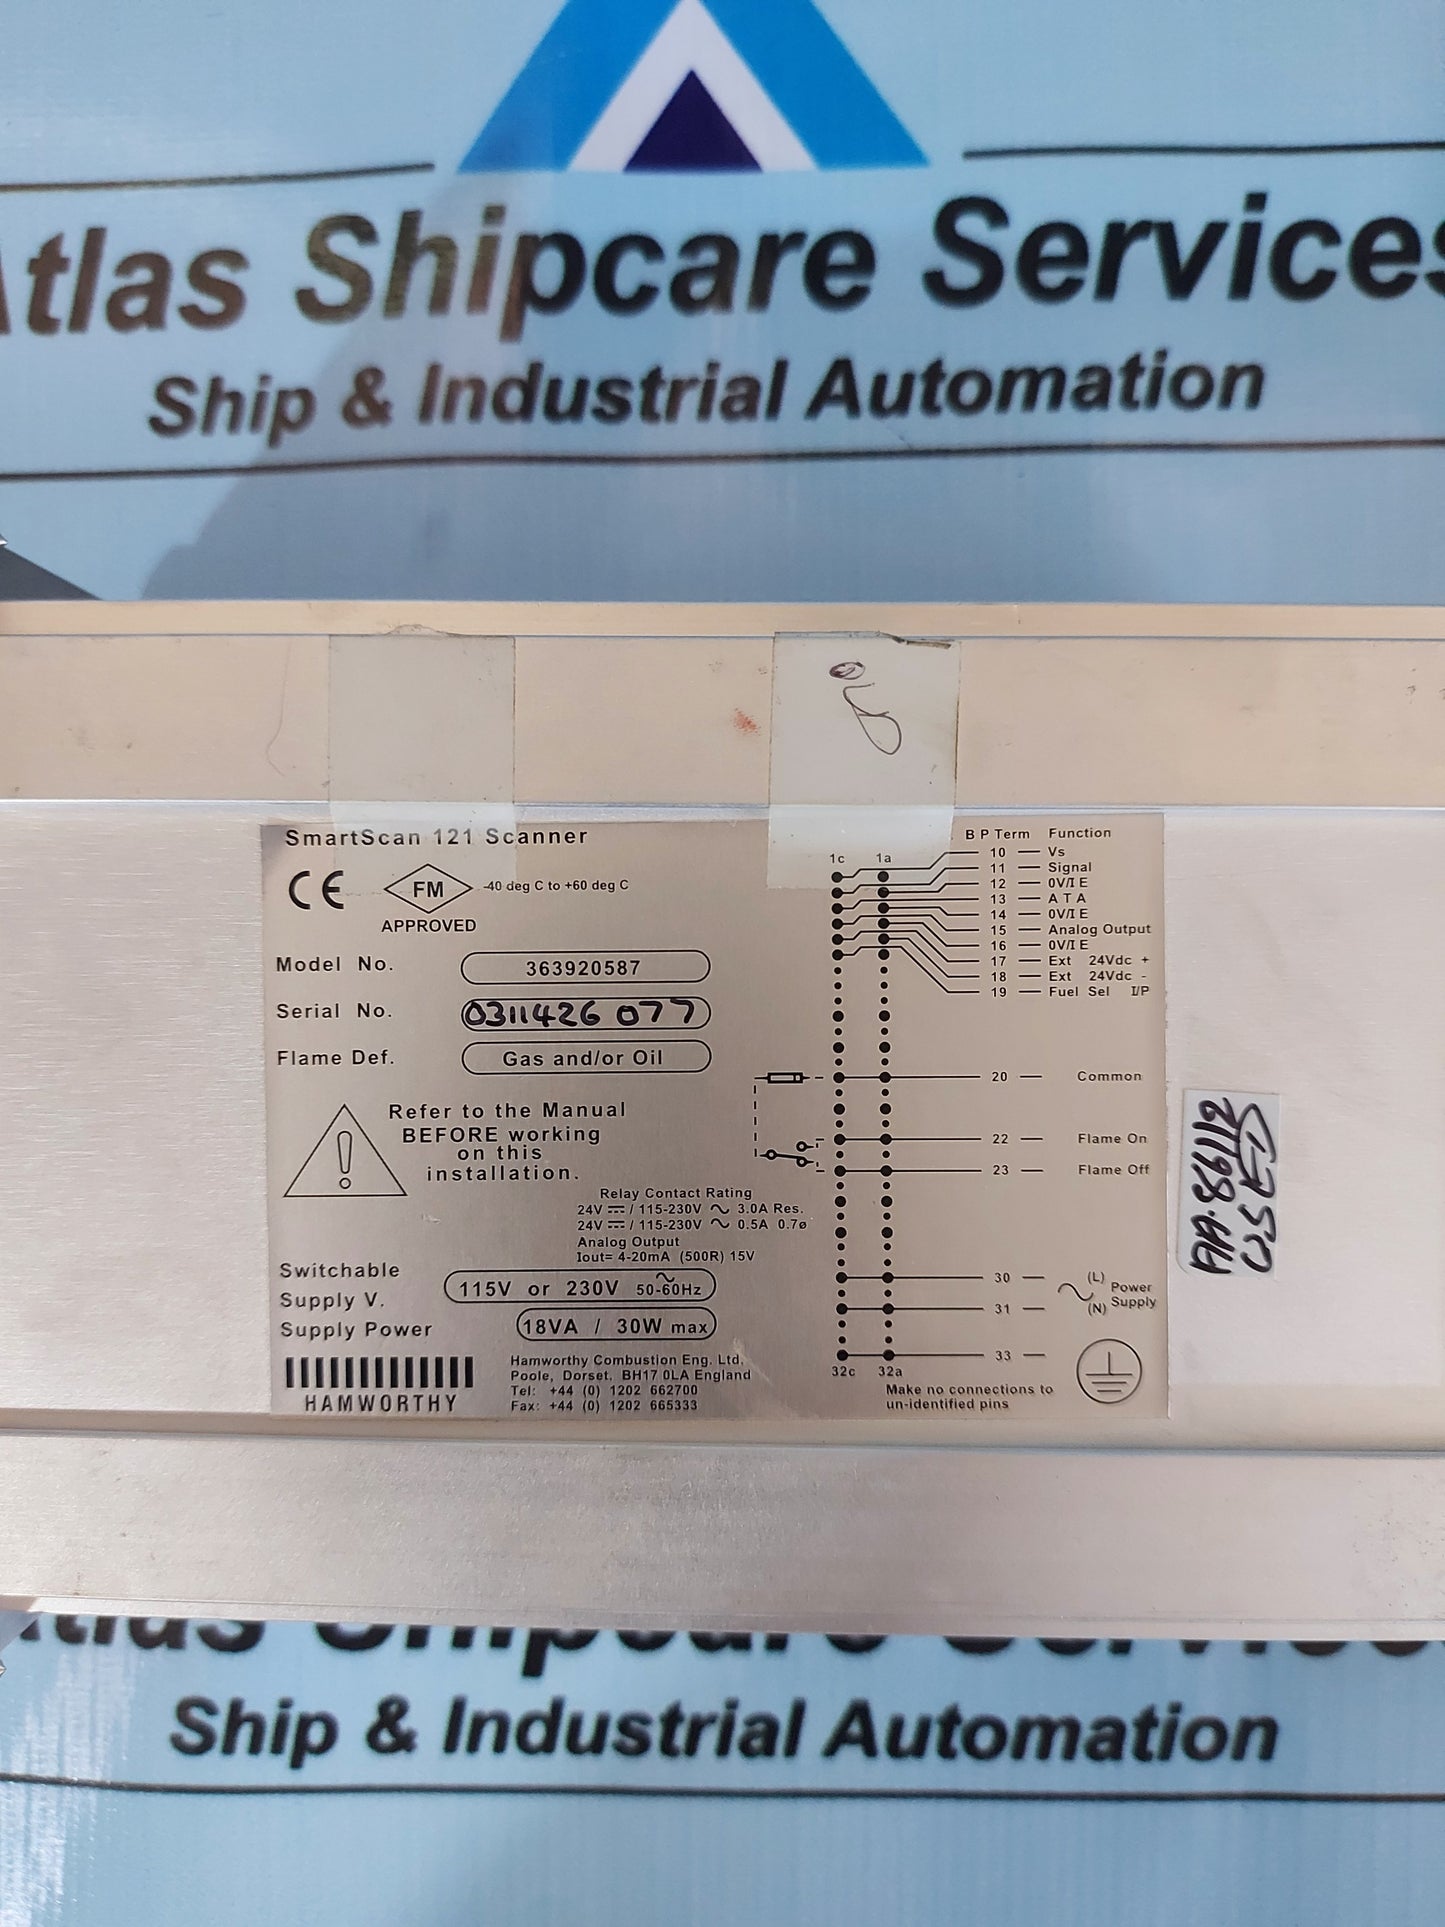 Atlas Shipcare Services
Ship & Industrial Automation
OLD
SmartScan 121 Scanner
CE FM -40 deg C to +60 deg C
APPROVED
Model No. 363920587
Serial No. 0311426 077
Flame Def. Gas and/or Oil
Refer to the Manual
BEFORE working
on this
installation.
Relay Contact Rating
24V ⎓ / 115-230V ∿ 3.0A Res.
24V ⎓ / 115-230V ∿ 0.5A 0.7ø
Analog Output
Iout= 4-20mA (500R) 15V
Switchable
Supply V. 115V or 230V 50-60Hz
Supply Power 18VA / 30W max
HAMWORTHY
Hamworthy Combustion Eng. Ltd.
Poole, Dorset, BH17 0LA England
Tel: +44 (0) 1202 662700
Fax: +44 (0) 1202 665333
B P Term Function
1c 1a
10 Vs
11 Signal
12 0V/I E
13 A T A
14 0V/I E
15 Analog Output
16 0V/I E
17 Ext 24Vdc +
18 Ext 24Vdc -
19 Fuel Sel I/P
20 Common
22 Flame On
23 Flame Off
30 (L) Power
31 (N) Supply
33
32c 32a
Make no connections to
un-identified pins
AA.86112
USED
Atlas Shipcare Services
Ship & Industrial Automation